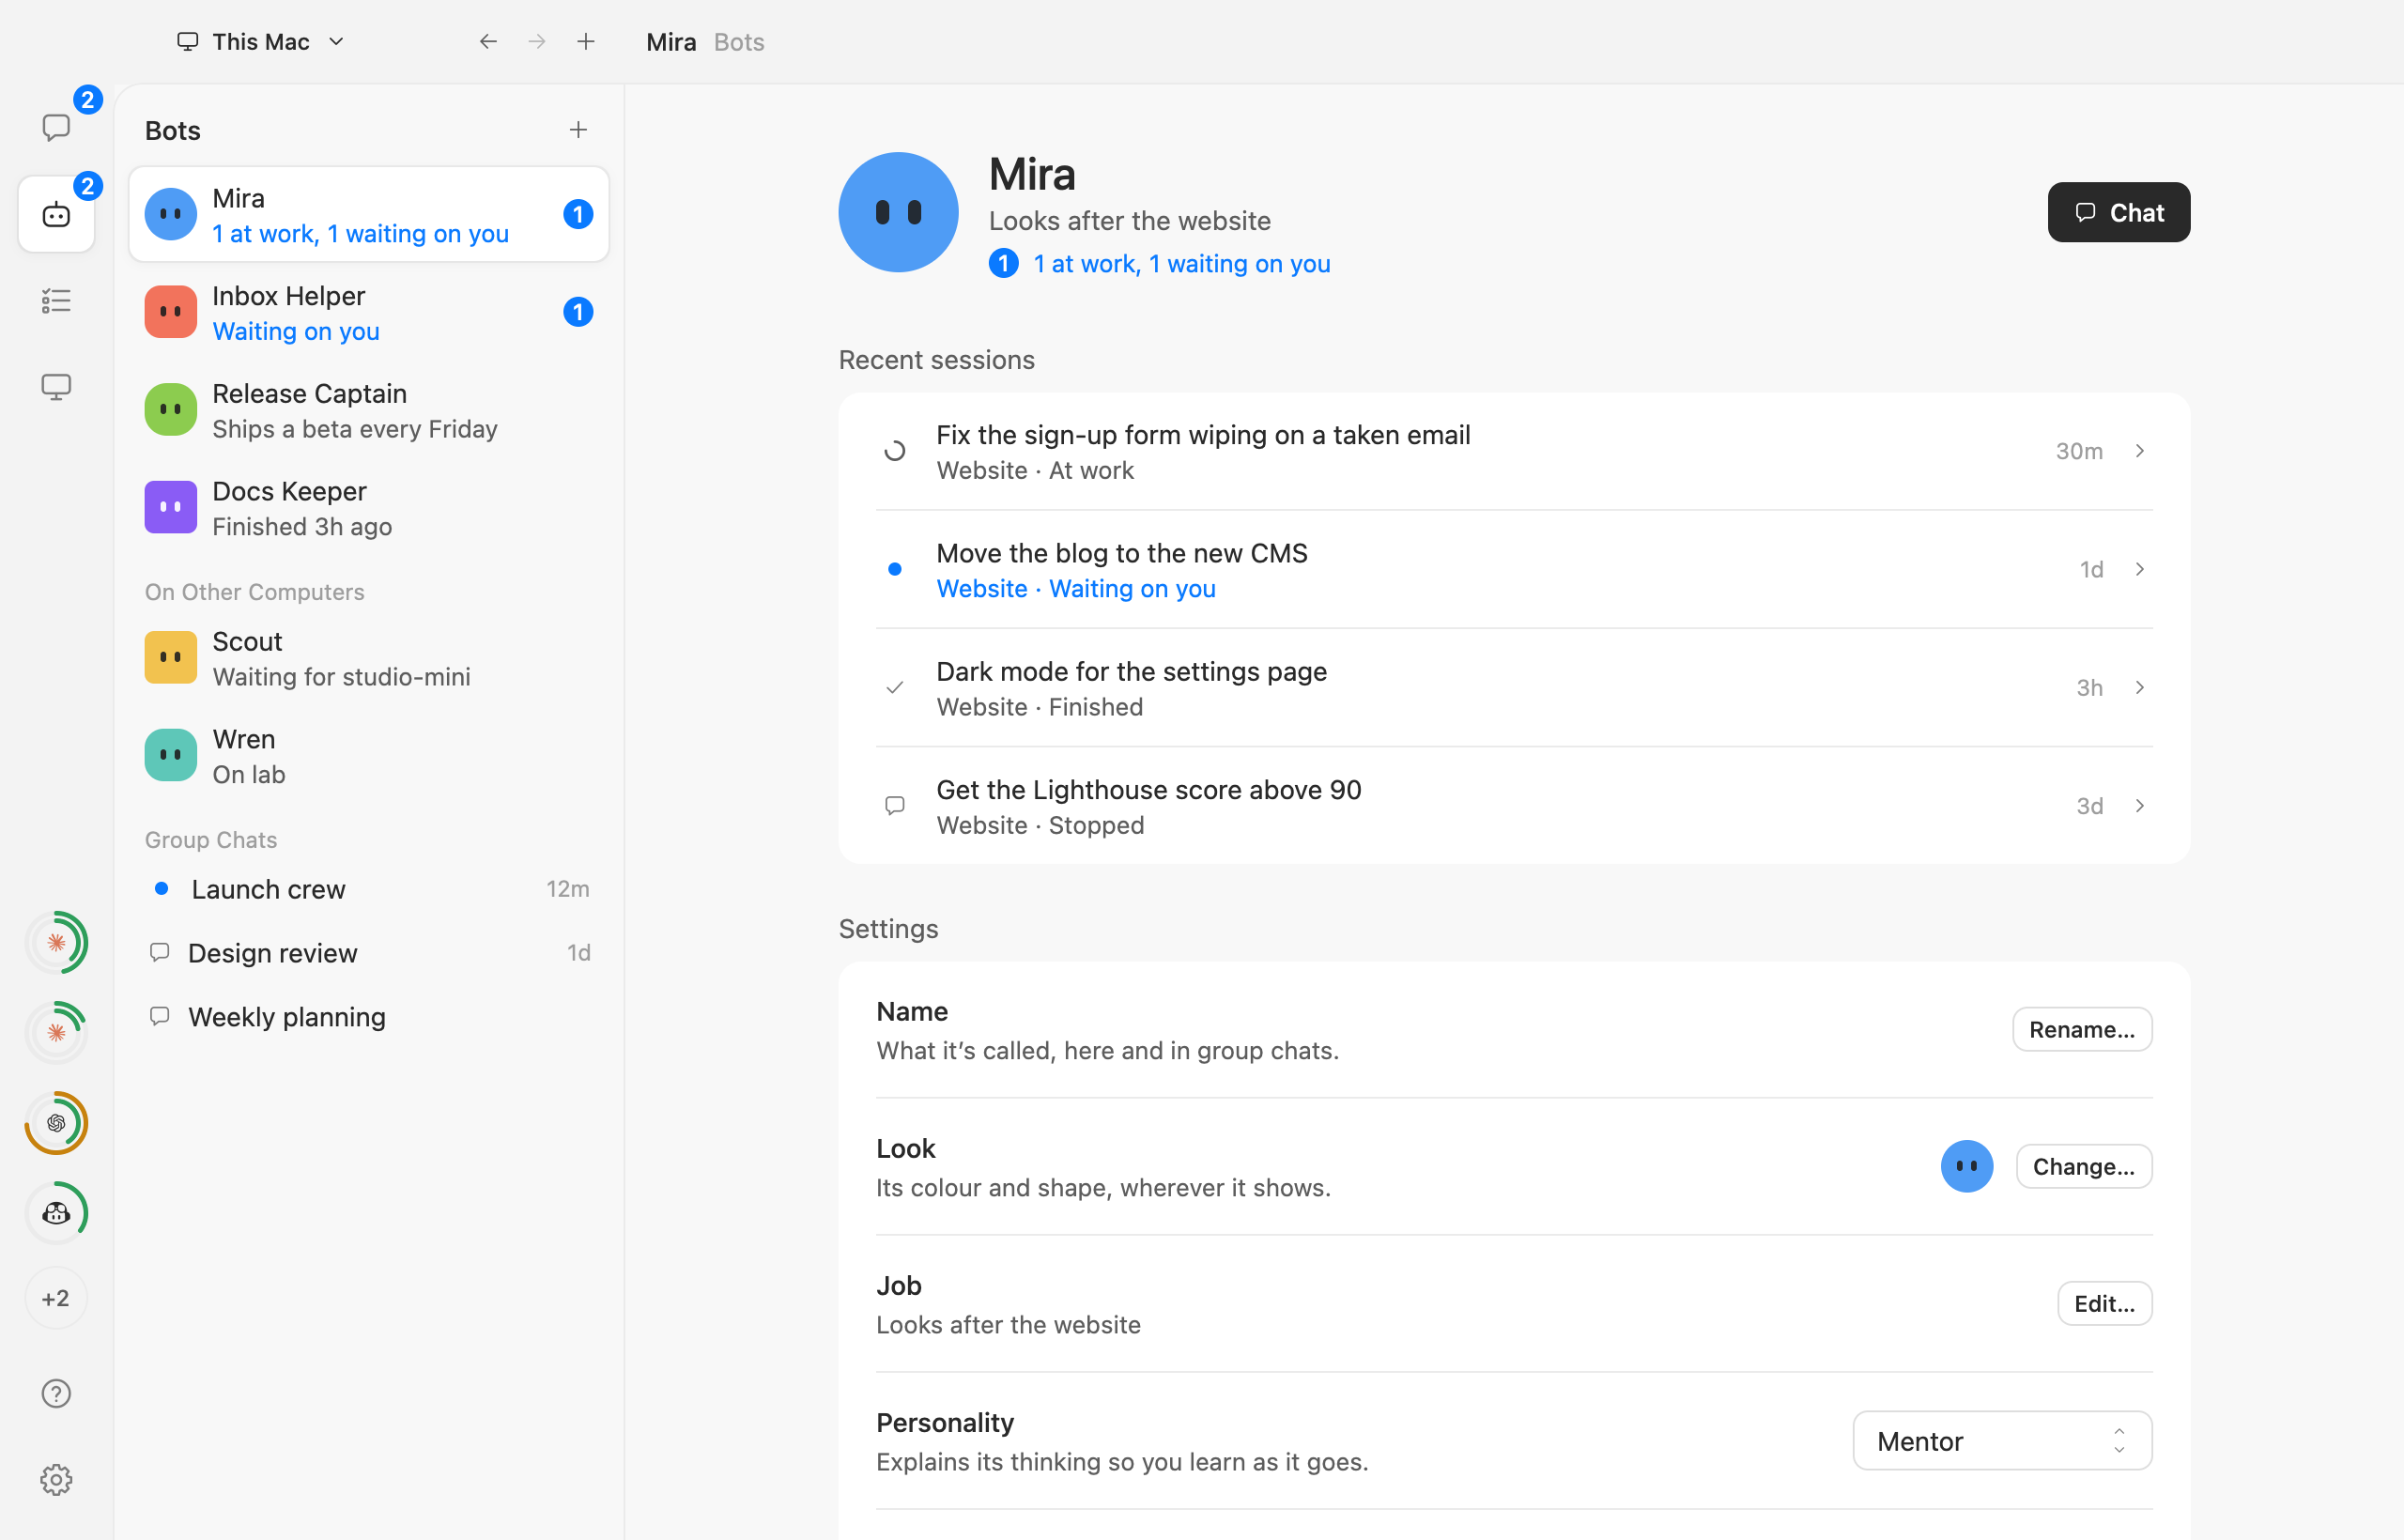 This Mac
Mira Bots
2
2
Bots
Mira
1 at work, 1 waiting on you
1
Inbox Helper
Waiting on you
1
Release Captain
Ships a beta every Friday
Docs Keeper
Finished 3h ago
On Other Computers
Scout
Waiting for studio-mini
Wren
On lab
Group Chats
Launch crew 12m
Design review 1d
Weekly planning
+2
Mira
Looks after the website
1 1 at work, 1 waiting on you
Chat
Recent sessions
Fix the sign-up form wiping on a taken email
Website · At work
30m
Move the blog to the new CMS
Website · Waiting on you
1d
Dark mode for the settings page
Website · Finished
3h
Get the Lighthouse score above 90
Website · Stopped
3d
Settings
Name
What it’s called, here and in group chats.
Rename...
Look
Its colour and shape, wherever it shows.
Change...
Job
Looks after the website
Edit...
Personality
Explains its thinking so you learn as it goes.
Mentor